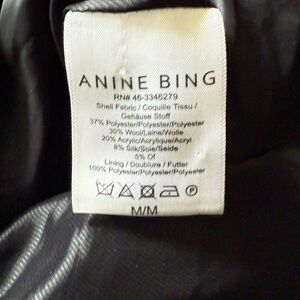 ANINE BING
RN# 46-3346279
Shell Fabric / Coquille Tissu /
Gehäuse Stoff
37% Polyester/Polyester/Polyester
30% Wool/Laine/Wolle
20% Acrylic/Acrylique/Acryl
8% Silk/Soie/Seide
5% Of
Lining / Doublure / Futter
100% Polyester/Polyester/Polyester
P
M/M